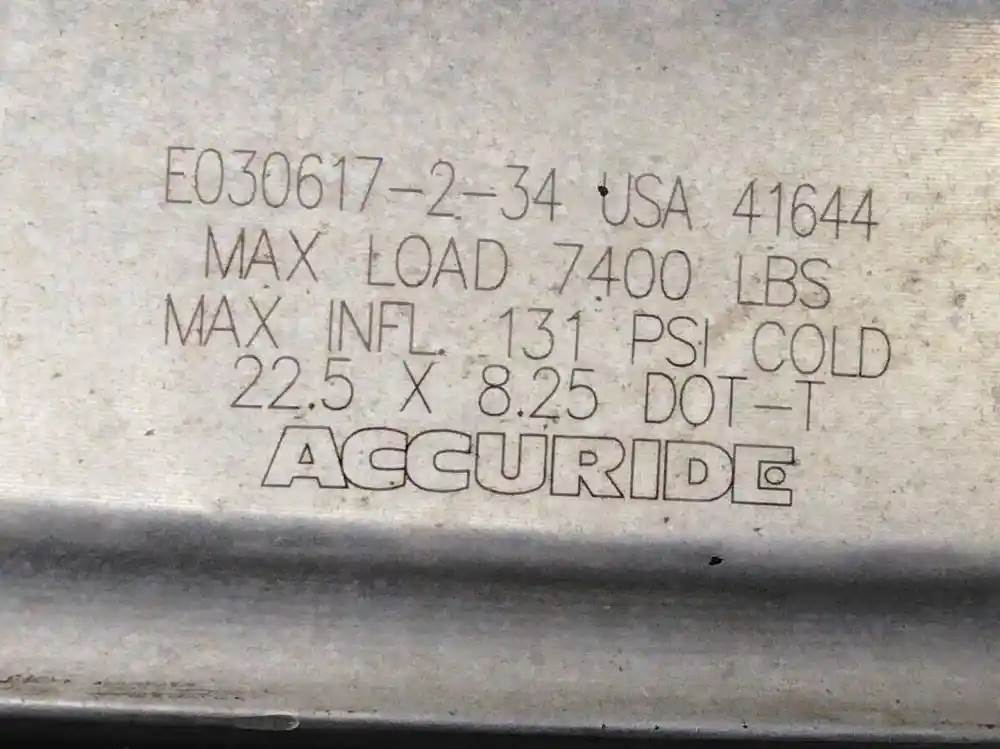 E030617-2-34 USA 41644
MAX LOAD 7400 LBS
MAX INFL. 131 PSI COLD
22.5 X 8.25 DOT-T
ACCURIDE